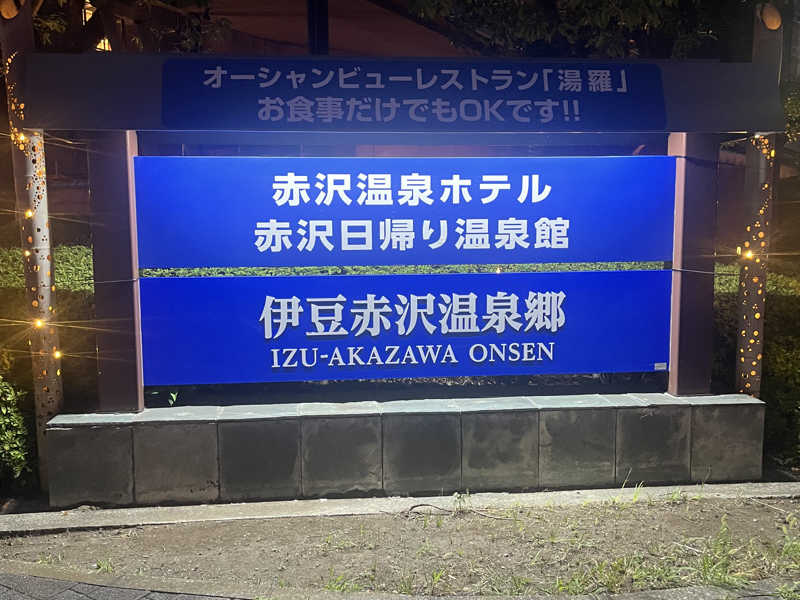 オーシャンビューレストラン「湯羅」
お食事だけでもOKです!!
赤沢温泉ホテル
赤沢日帰り温泉館
伊豆赤沢温泉郷
IZU-AKAZAWA ONSEN